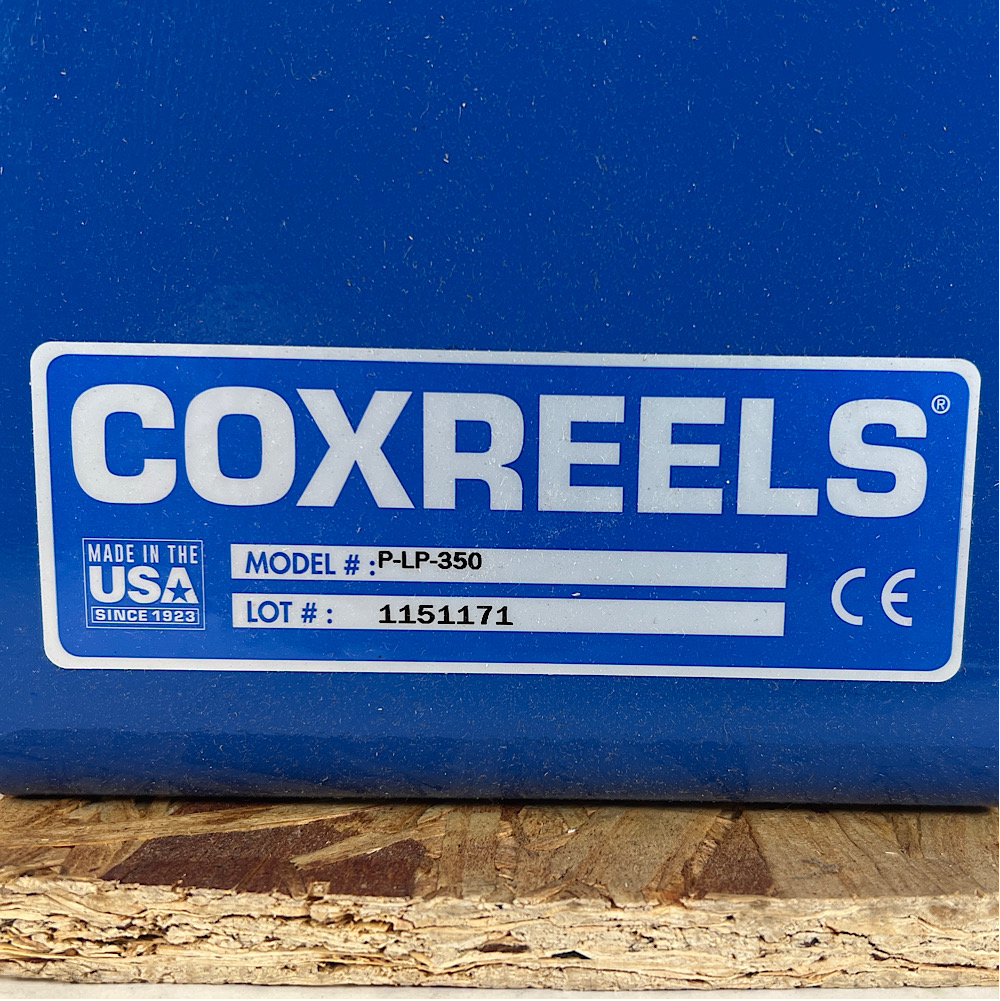 COXREELS®
MADE IN THE
USA
SINCE 1923
MODEL # : P-LP-350
LOT # : 1151171
CE